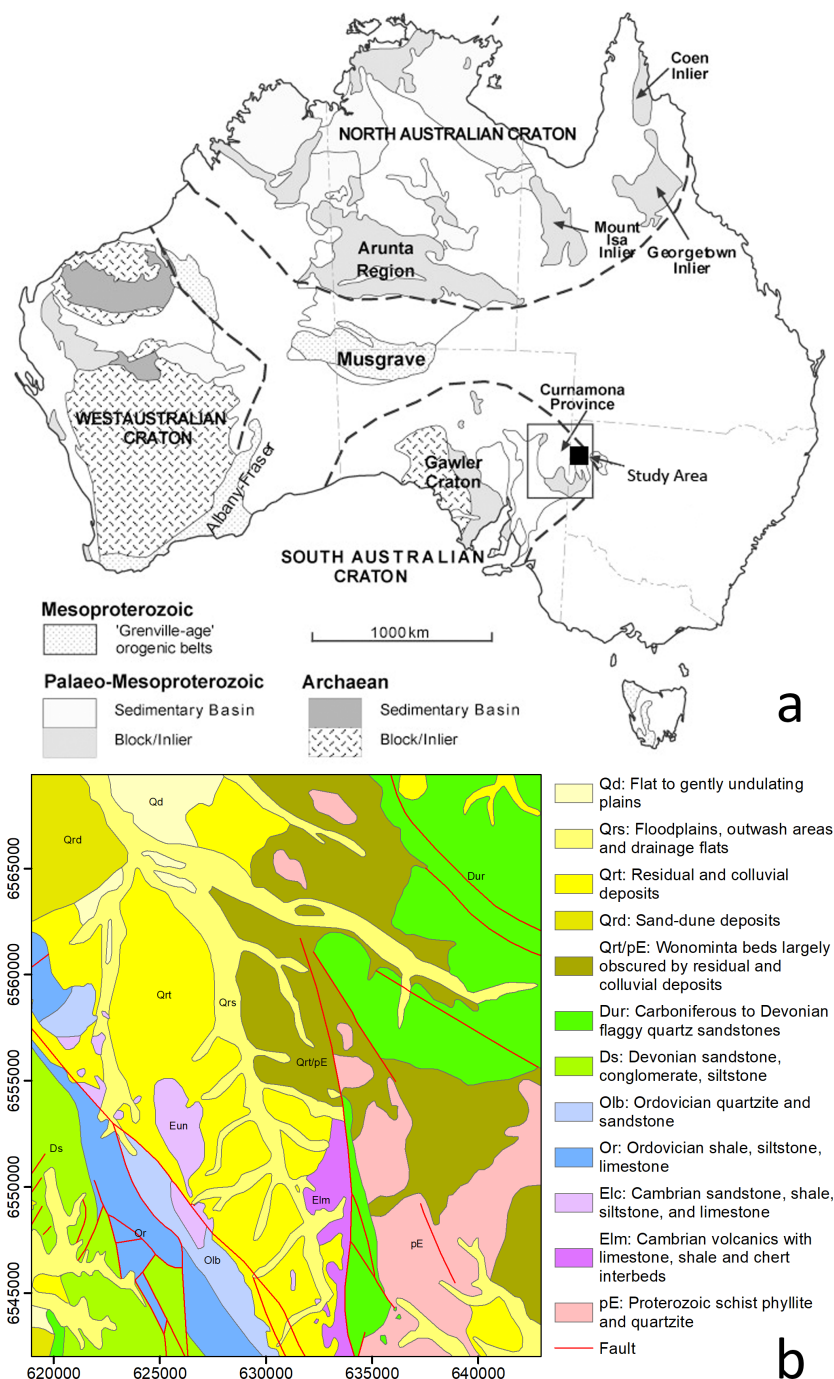 a
Coen
Inlier
NORTH AUSTRALIAN CRATON
Arunta
Region
Mount
Isa
Inlier
Georgetown
Inlier
Musgrave
Curnamona
Province
WESTAUSTRALIAN
CRATON
Gawler
Craton
Study Area
Albany-Fraser
SOUTH AUSTRALIAN
CRATON
Mesoproterozoic
'Grenville-age'
orogenic belts
1000 km
Palaeo-Mesoproterozoic
Archaean
Sedimentary Basin
Sedimentary Basin
Block/Inlier
Block/Inlier
a
Qd
Qrd
Dur
Qrt
Qrs
Qrt/pE
Eun
Ds
Elm
Or
pE
Olb
6565000
6560000
6555000
6550000
6545000
620000
625000
630000
635000
640000
Qd: Flat to gently undulating
plains
Qrs: Floodplains, outwash areas
and drainage flats
Qrt: Residual and colluvial
deposits
Qrd: Sand-dune deposits
Qrt/pE: Wonominta beds largely
obscured by residual and
colluvial deposits
Dur: Carboniferous to Devonian
flaggy quartz sandstones
Ds: Devonian sandstone,
conglomerate, siltstone
Olb: Ordovician quartzite and
sandstone
Or: Ordovician shale, siltstone,
limestone
Elc: Cambrian sandstone, shale,
siltstone, and limestone
Elm: Cambrian volcanics with
limestone, shale and chert
interbeds
pE: Proterozoic schist phyllite
and quartzite
Fault
b